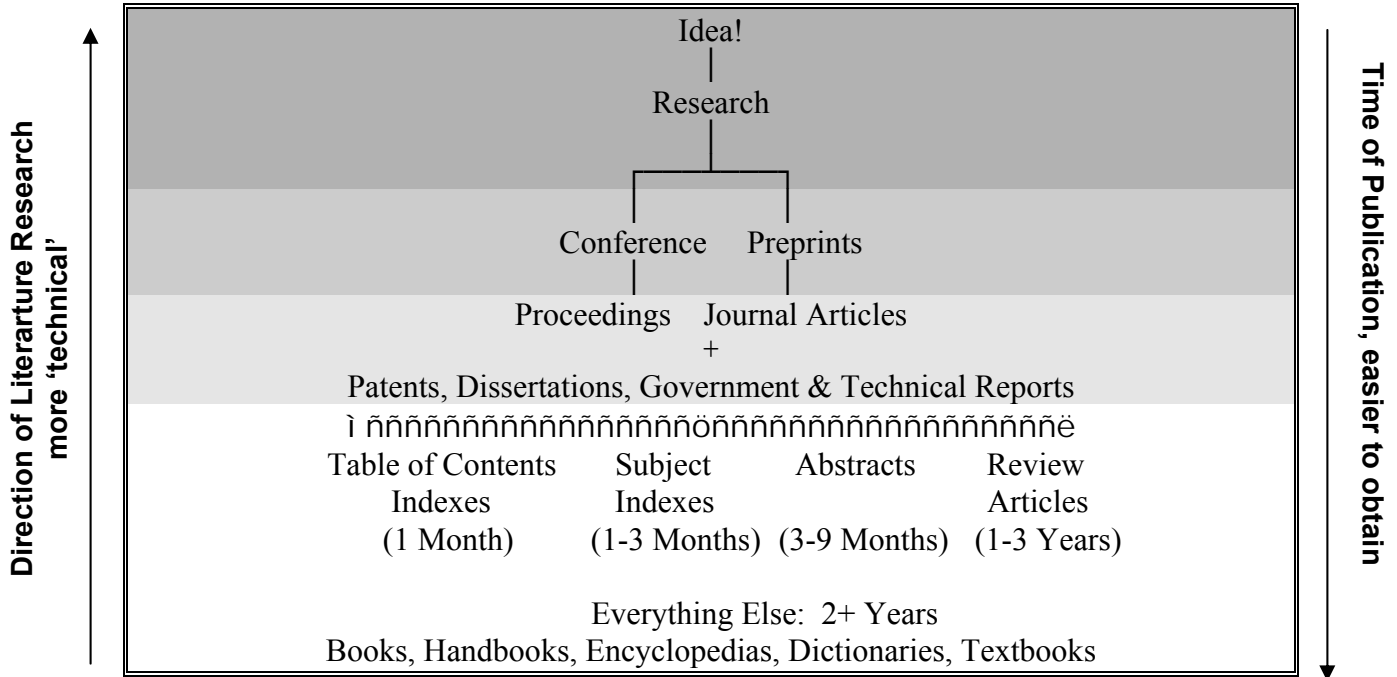 Direction of Literarture Research
more ‘technical’
Idea!
Research
Conference Preprints
Proceedings Journal Articles
+
Patents, Dissertations, Government & Technical Reports
ì ñññññññññññññññññöññññññññññññññññññë
Table of Contents Subject Abstracts Review
Indexes Indexes Articles
(1 Month) (1-3 Months) (3-9 Months) (1-3 Years)
Everything Else: 2+ Years
Books, Handbooks, Encyclopedias, Dictionaries, Textbooks
Time of Publication, easier to obtain